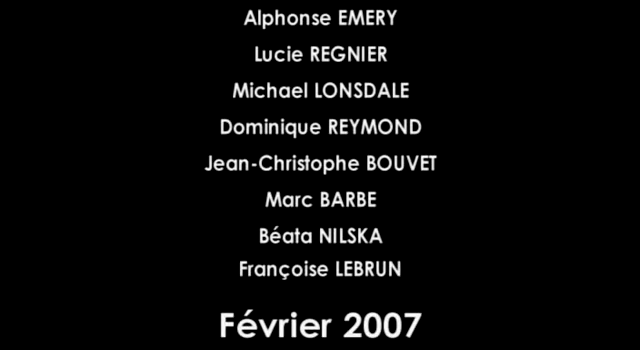 Alphonse EMERY
Lucie REGNIER
Michael LONSDALE
Dominique REYMOND
Jean-Christophe BOUVET
Marc BARBE
Béata NILSKA
Françoise LEBRUN
Février 2007